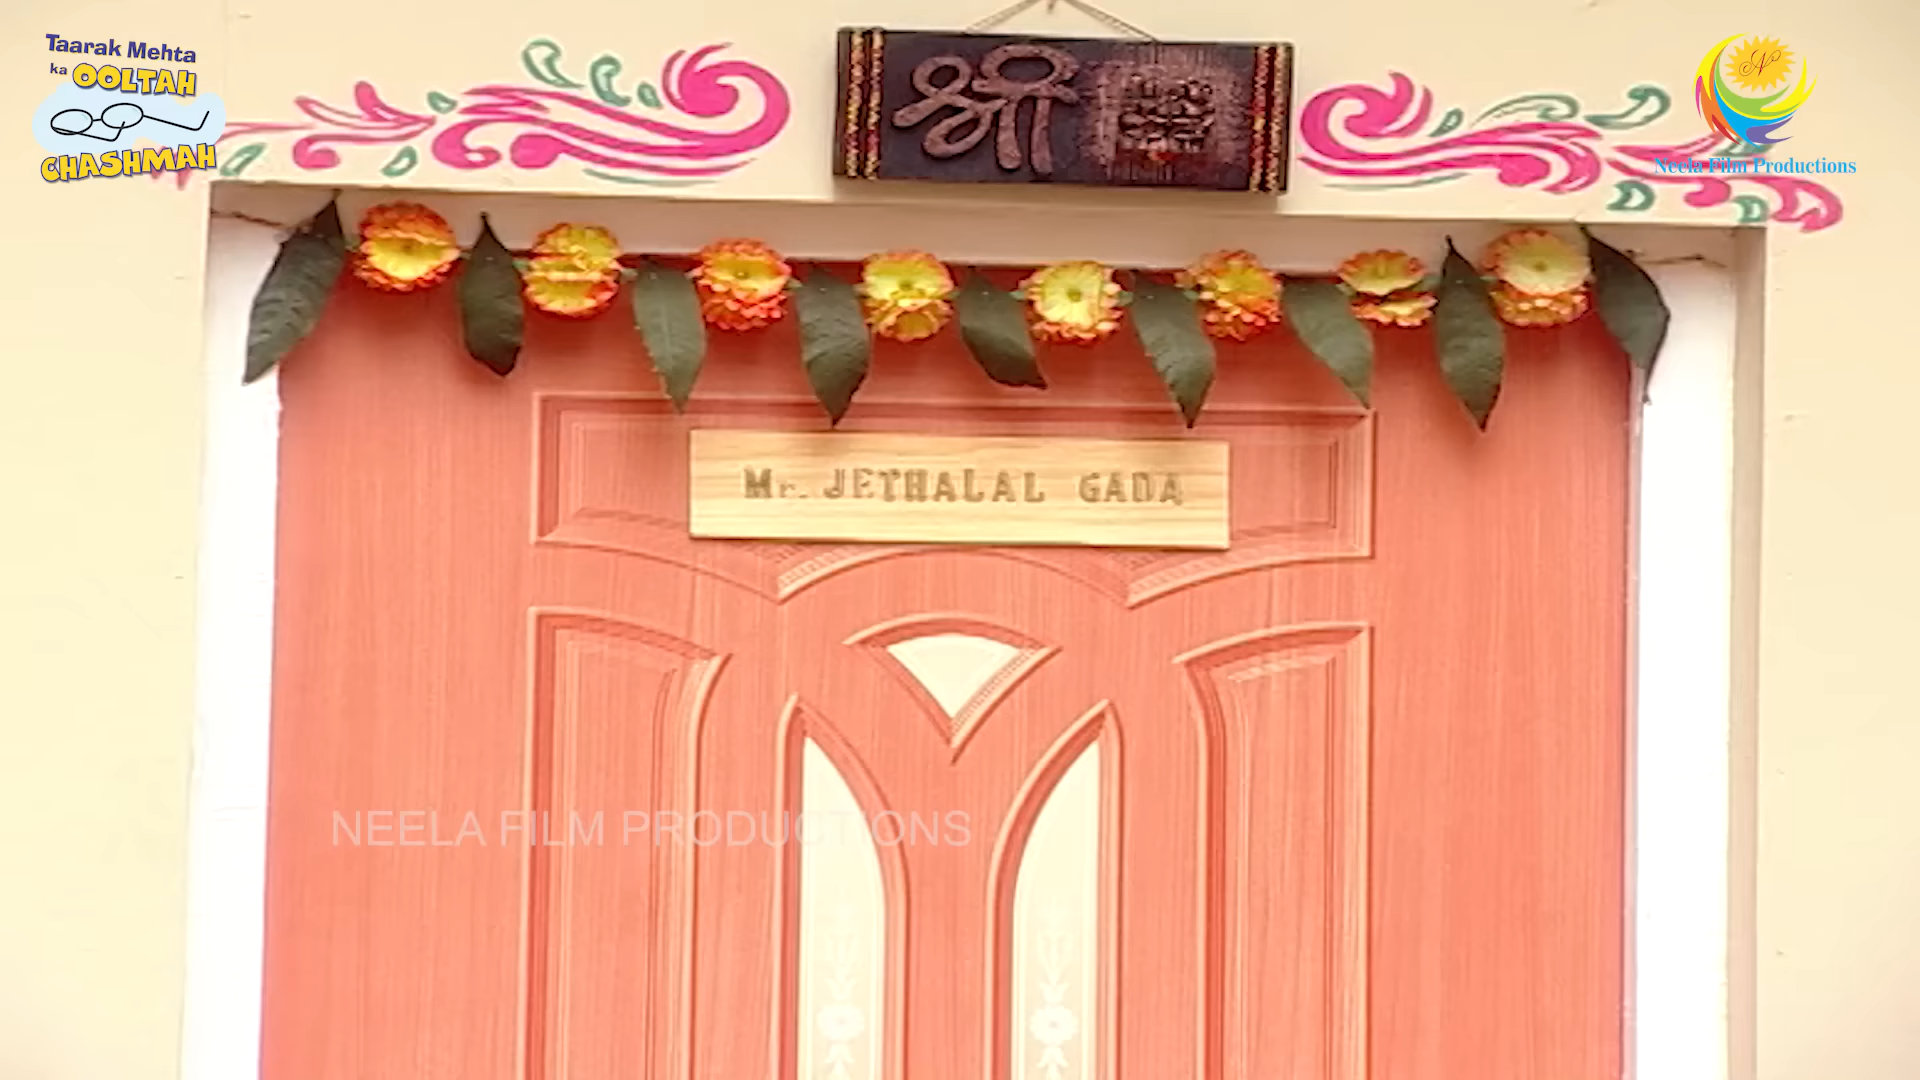 Taarak Mehta
ka OOLTAH
CHASHMAH
श्री
Neela Film Productions
Mr. JETHALAL GADA
NEELA FILM PRODUCTIONS